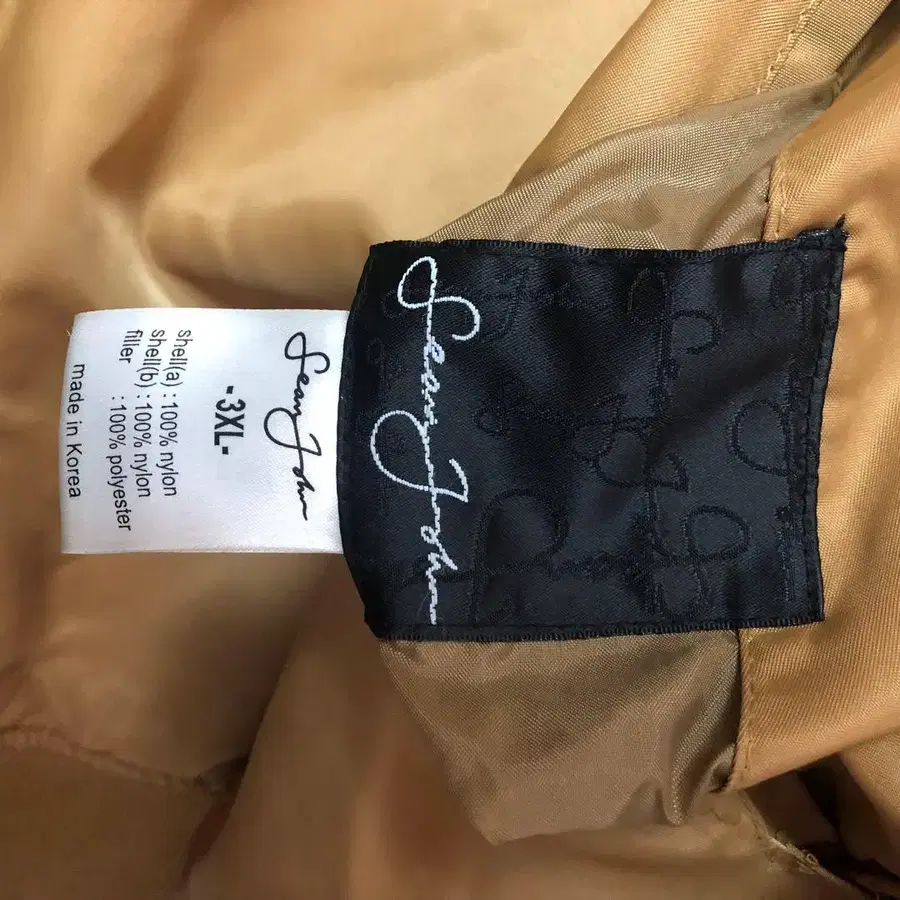 Sean John
Sean John
-3XL-
shell(a) :100% nylon
shell(b) :100% nylon
filler :100% polyester
made in Korea